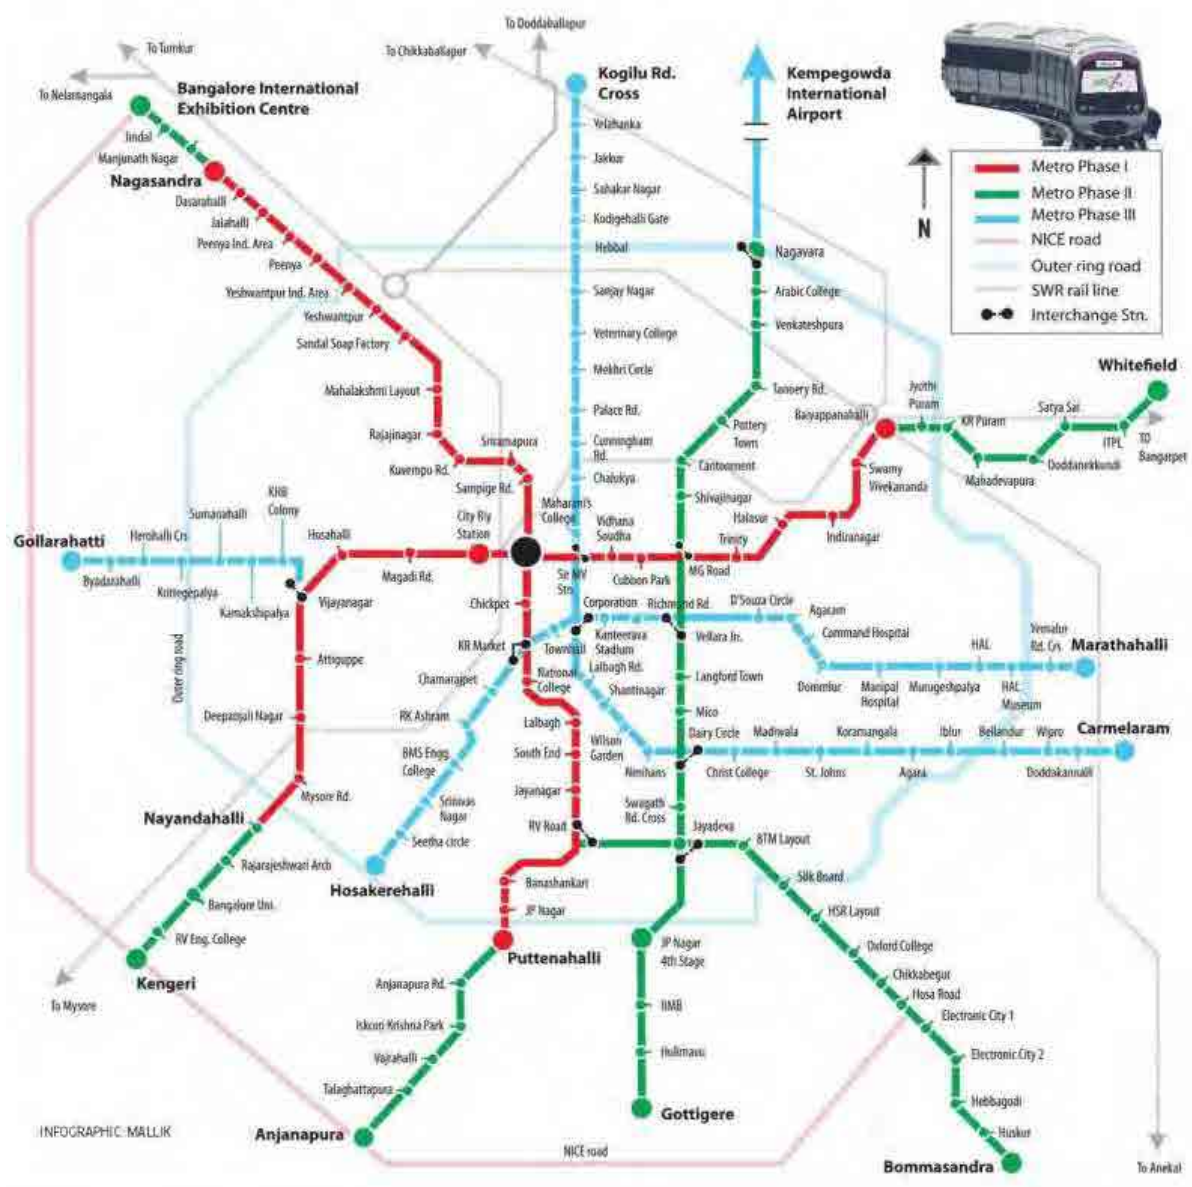 To Doddaballapur
To Tumkur
To Chikkaballapur
To Nelamangala
Bangalore International
Exhibition Centre
Kogilu Rd.
Cross
Kempegowda
International
Airport
Yelahanka
Jindal
Manjunath Nagar
Jakkur
Nagasandra
Sahakar Nagar
Dasarahalli
Kodigehalli Gate
Jalahalli
Peenya Ind. Area
Hebbal
Nagavara
Peenya
N
Metro Phase I
Metro Phase II
Metro Phase III
NICE road
Outer ring road
SWR rail line
Interchange Stn.
Yeshwantpur Ind. Area
Sanjay Nagar
Arabic College
Yeshwantpur
Venkateshpura
Sandal Soap Factory
Veternary College
Mekhri Circle
Whitefield
Mahalakshmi Layout
Tannery Rd.
Jyothi
Puram
Palace Rd.
Baiyappanahalli
Satya Sai
Rajajinagar
Srirampura
Cunningham
Rd.
Pottery
Town
KR Puram
ITPL
TO
Bangarpet
Kuvempu Rd.
Cantonment
Swamy
Vivekananda
Doddanekkundi
Mahadevapura
Sampige Rd.
Chalukya
Shivajinagar
KHB
Colony
Sumanahalli
Maharani's
College
City Rly
Station
Vidhana
Soudha
Halasur
Indiranagar
Gollarahatti
Herohalli Crs
Hosahalli
Trinity
Byadarahalli
Kamakshipalya
Magadi Rd.
Sir MV
Stn.
Cubbon Park
MG Road
Vijayanagar
Chickpet
Corporation
Richmond Rd.
D'Souza Circle
Agaram
Kanteerava
Stadium
Vellara Jn.
Command Hospital
Yemalur
Rd. Crs.
HAL
Marathahalli
KR Market
Townhall
Lalbagh Rd.
Attiguppe
Outer ring road
National
College
Chamarajpet
Shantinagar
Langford Town
Dommlur
Manipal
Hospital
Murugeshpalya
HAL
Museum
Deepanjali Nagar
RK Ashram
Lalbagh
Mico
Carmelaram
Wilson
Garden
Dairy Circle
Madiwala
Koramangala
Iblur
Bellandur
Wipro
BMS Engg.
College
South End
Nimhans
Christ College
St. Johns
Agara
Doddakannalli
Mysore Rd.
Jayanagar
Srinivas
Nagar
Swagath
Rd. Cross
Nayandahalli
RV Road
Jayadeva
Seetha circle
BTM Layout
Rajarajeshwari Arch
Hosakerehalli
Banashankari
Silk Board
Bangalore Uni.
JP Nagar
HSR Layout
RV Eng. College
Puttenahalli
JP Nagar
4th Stage
Oxford College
Kengeri
Anjanapura Rd.
Chikkabegur
Hosa Road
To Mysore
IIMB
Electronic City 1
Iskcon Krishna Park
Vajrahalli
Hulimavu
Electronic City 2
Talaghattapura
Hebbagodi
Gottigere
INFOGRAPHIC: MALLIK
Anjanapura
Huskur
NICE road
Bommasandra
To Anekal